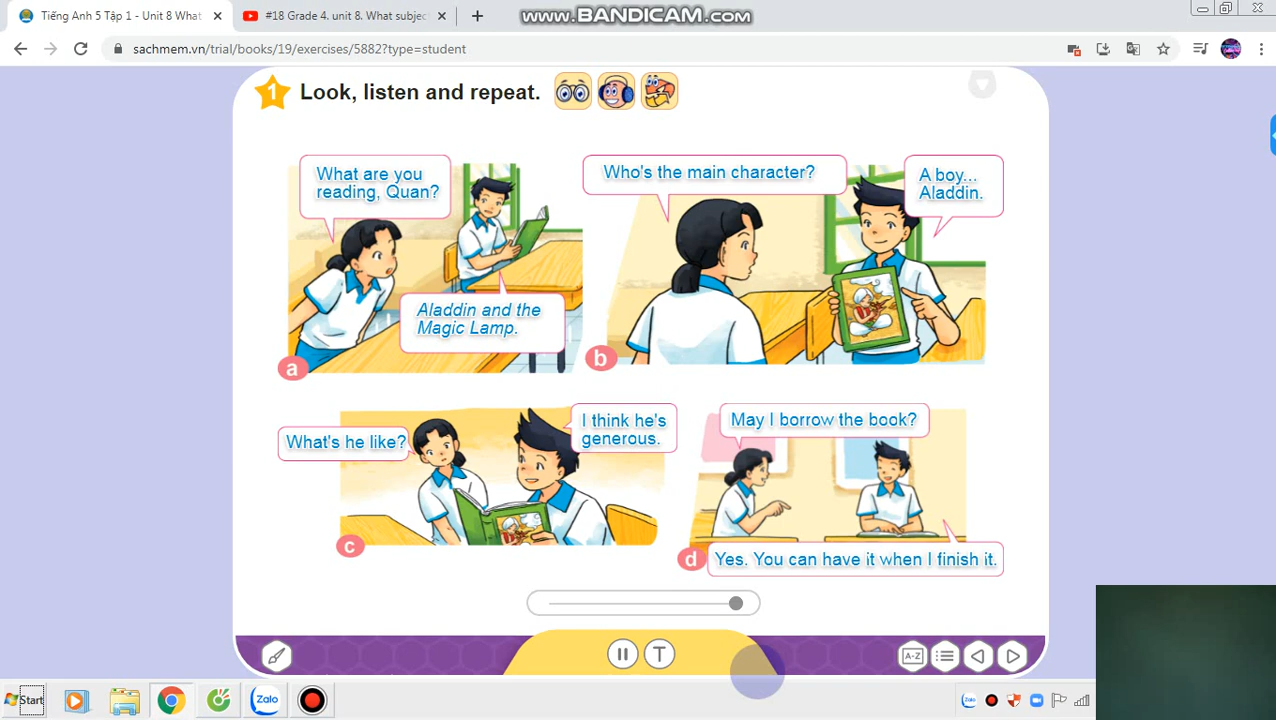 Tiếng Anh 5 Tập 1 - Unit 8 What
#18 Grade 4. unit 8. What subjec
www.BANDICAM.com
sachmem.vn/trial/books/19/exercises/5882?type=student
1 Look, listen and repeat.
What are you
reading, Quan?
Aladdin and the
Magic Lamp.
a
Who's the main character?
A boy...
Aladdin.
b
What's he like?
I think he's
generous.
c
May I borrow the book?
Yes. You can have it when I finish it.
d
T
A-Z
Start
Zalo
Zalo